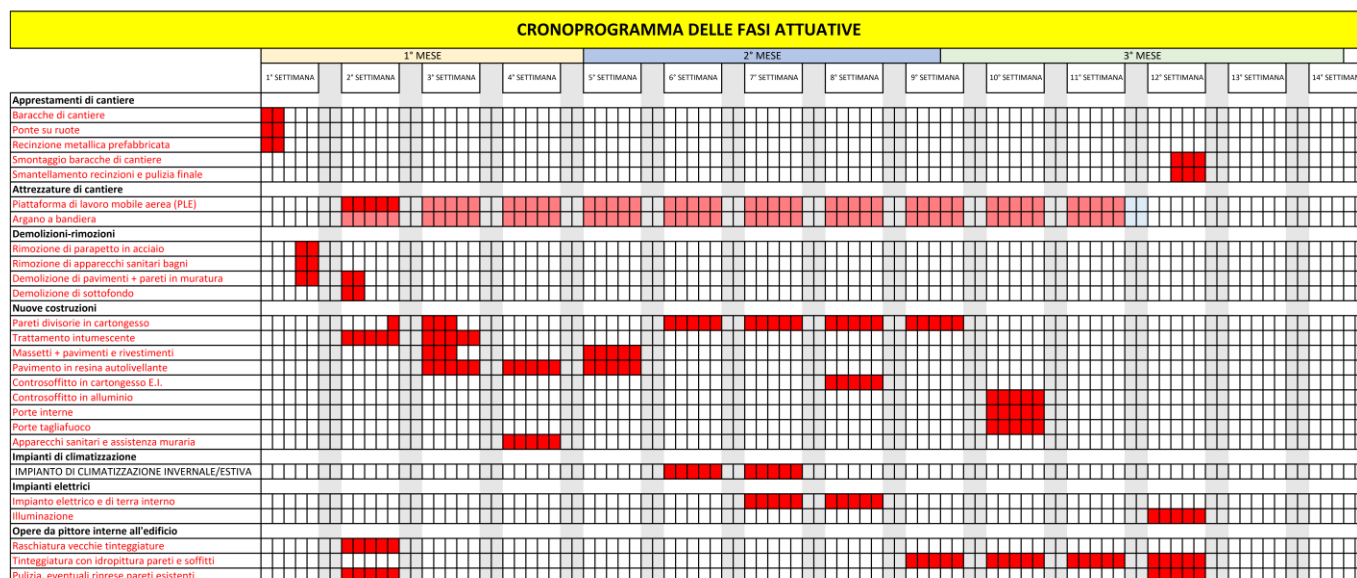 CRONOPROGRAMMA DELLE FASI ATTUATIVE
1° MESE 2° MESE 3° MESE
1° SETTIMANA 2° SETTIMANA 3° SETTIMANA 4° SETTIMANA 5° SETTIMANA 6° SETTIMANA 7° SETTIMANA 8° SETTIMANA 9° SETTIMANA 10° SETTIMANA 11° SETTIMANA 12° SETTIMANA 13° SETTIMANA 14° SETTIMAN
Apprestamenti di cantiere
Baracche di cantiere
Ponte su ruote
Recinzione metallica prefabbricata
Smontaggio baracche di cantiere
Smantellamento recinzioni e pulizia finale
Attrezzature di cantiere
Piattaforma di lavoro mobile aerea (PLE)
Argano a bandiera
Demolizioni-rimozioni
Rimozione di parapetto in acciaio
Rimozione di apparecchi sanitari bagni
Demolizione di pavimenti + pareti in muratura
Demolizione di sottofondo
Nuove costruzioni
Pareti divisorie in cartongesso
Trattamento intumescente
Massetti + pavimenti e rivestimenti
Pavimento in resina autolivellante
Controsoffitto in cartongesso E.I.
Controsoffitto in alluminio
Porte interne
Porte tagliafuoco
Apparecchi sanitari e assistenza muraria
Impianti di climatizzazione
IMPIANTO DI CLIMATIZZAZIONE INVERNALE/ESTIVA
Impianti elettrici
Impianto elettrico e di terra interno
Illuminazione
Opere da pittore interne all'edificio
Raschiatura vecchie tinteggiature
Tinteggiatura con idropittura pareti e soffitti
Pulizia, eventuali riprese pareti esistenti